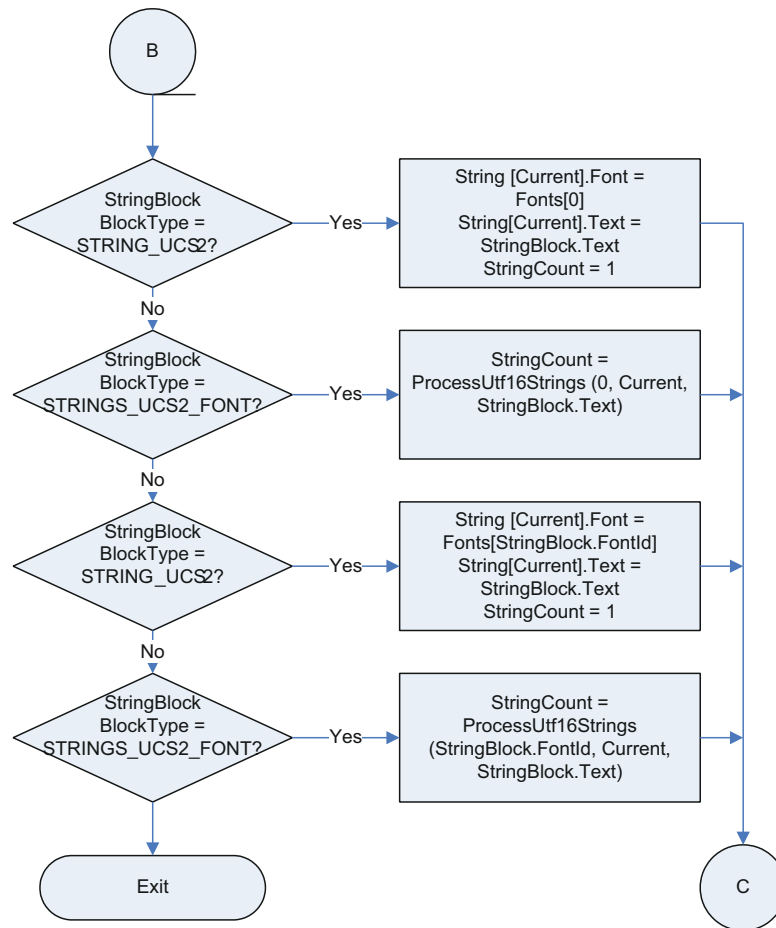 B
StringBlock
BlockType =
STRING_UCS2?
Yes
String [Current].Font =
Fonts[0]
String[Current].Text =
StringBlock.Text
StringCount = 1
No
StringBlock
BlockType =
STRINGS_UCS2_FONT?
Yes
StringCount =
ProcessUtf16Strings (0, Current,
StringBlock.Text)
No
StringBlock
BlockType =
STRING_UCS2?
Yes
String [Current].Font =
Fonts[StringBlock.FontId]
String[Current].Text =
StringBlock.Text
StringCount = 1
No
StringBlock
BlockType =
STRINGS_UCS2_FONT?
Yes
StringCount =
ProcessUtf16Strings
(StringBlock.FontId, Current,
StringBlock.Text)
Exit
C